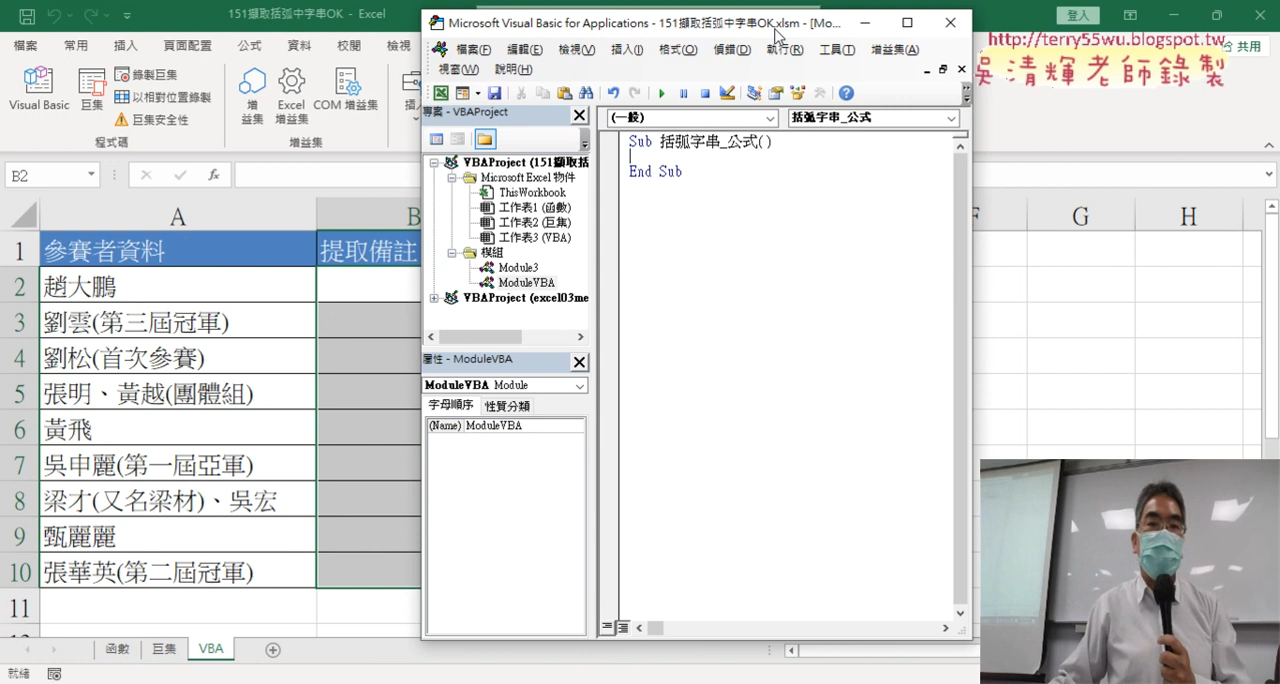 151擷取括弧中字串OK - Excel
登入
檔案 常用 插入 頁面配置 公式 資料 校閱 檢視
共用
http://terry55wu.blogspot.tw
吳清輝老師錄製
Visual Basic 巨集 錄製巨集 以相對位置錄製 巨集安全性
程式碼
增益集 Excel 增益集 COM 增益集
增益集
B2
fx
Microsoft Visual Basic for Applications - 151擷取括弧中字串OK.xlsm - [Mo...
檔案(F) 編輯(E) 檢視(V) 插入(I) 格式(O) 偵錯(D) 執行(R) 工具(T) 增益集(A)
視窗(W) 說明(H)
專案 - VBAProject
VBAProject (151擷取括
Microsoft Excel 物件
ThisWorkbook
工作表1 (函數)
工作表2 (巨集)
工作表3 (VBA)
模組
Module3
ModuleVBA
VBAProject (excel03me
屬性 - ModuleVBA
ModuleVBA Module
字母順序 性質分類
(Name) ModuleVBA
(一般)
括弧字串_公式
Sub 括弧字串_公式()
End Sub
A B F G H
1 參賽者資料 提取備註
2 趙大鵬
3 劉雲(第三屆冠軍)
4 劉松(首次參賽)
5 張明、黃越(團體組)
6 黃飛
7 吳申麗(第一屆亞軍)
8 梁才(又名梁材)、吳宏
9 甄麗麗
10 張華英(第二屆冠軍)
11
函數 巨集 VBA
就緒